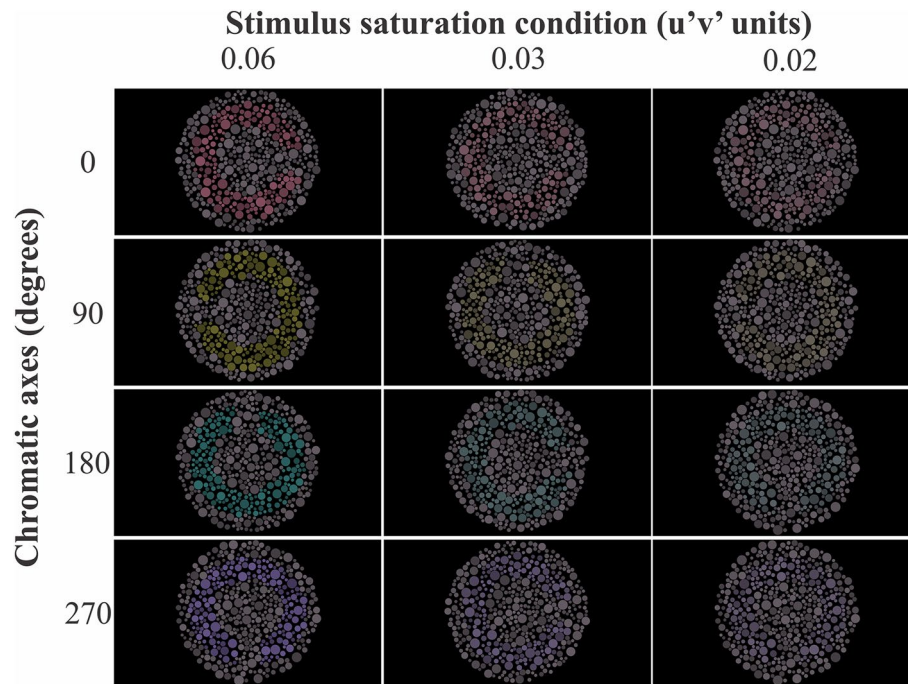 Stimulus saturation condition (u’v’ units)
0.06 0.03 0.02
Chromatic axes (degrees)
0
90
180
270